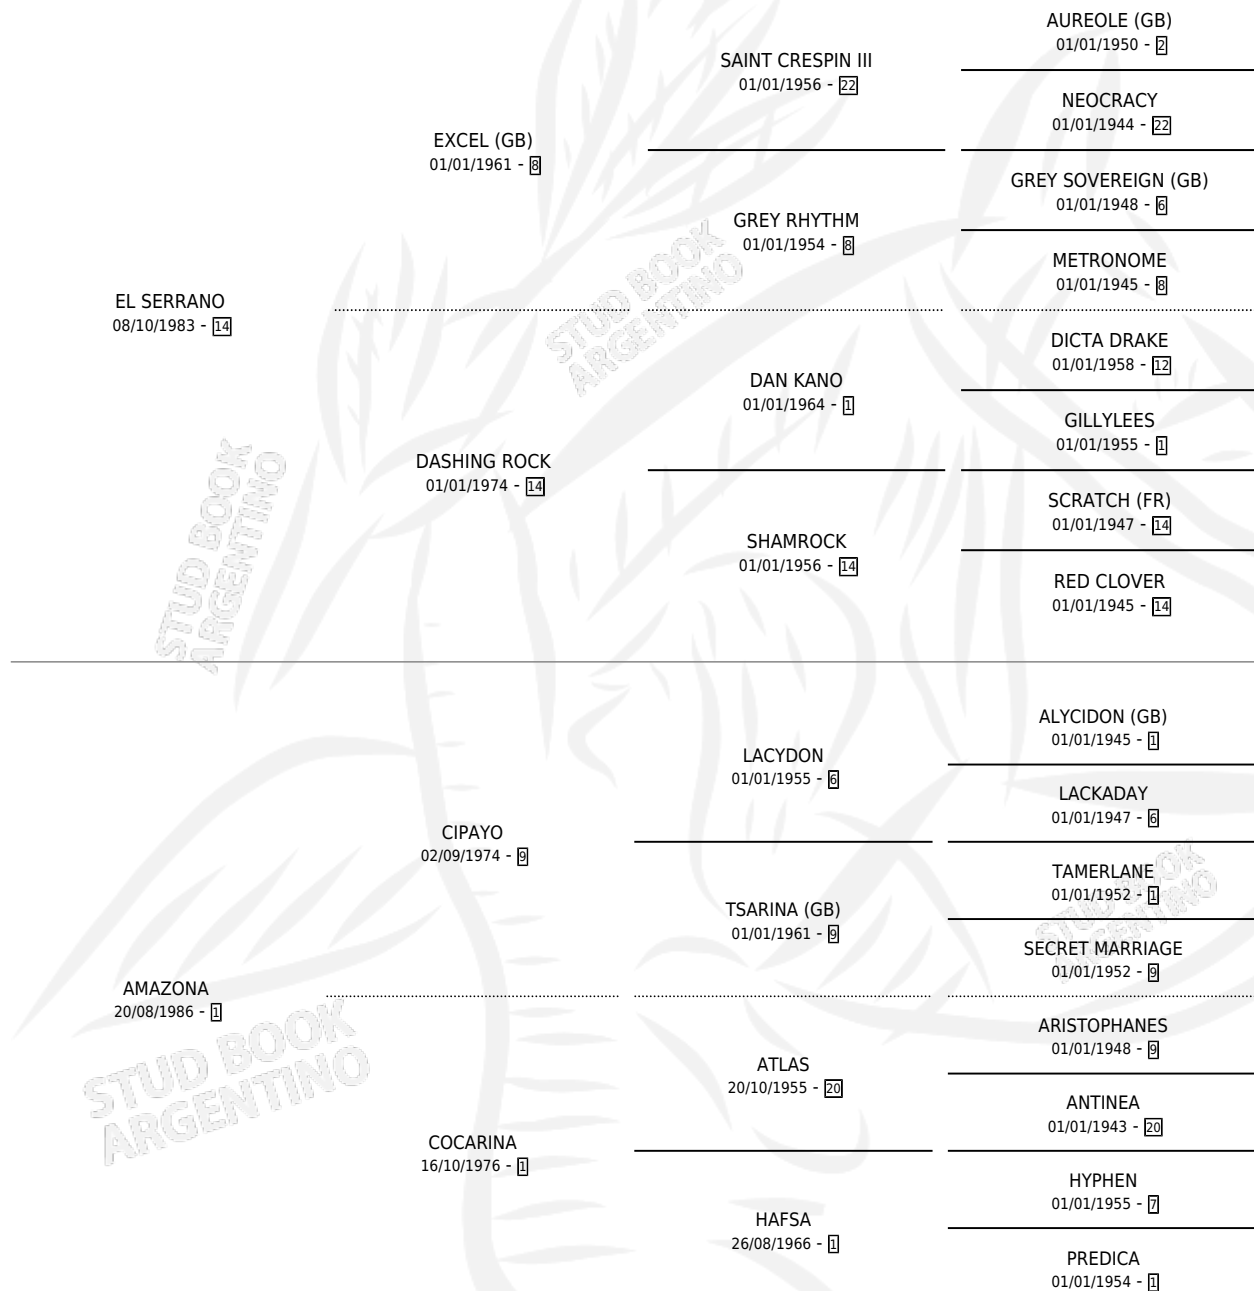 AUREOLE (GB)
01/01/1950 - 2
SAINT CRESPIN III
01/01/1956 - 22
NEOCRACY
01/01/1944 - 22
EXCEL (GB)
01/01/1961 - 8
GREY SOVEREIGN (GB)
01/01/1948 - 6
GREY RHYTHM
01/01/1954 - 8
METRONOME
01/01/1945 - 8
EL SERRANO
08/10/1983 - 14
DICTA DRAKE
01/01/1958 - 12
DAN KANO
01/01/1964 - 1
GILLYLEES
01/01/1955 - 1
DASHING ROCK
01/01/1974 - 14
SCRATCH (FR)
01/01/1947 - 14
SHAMROCK
01/01/1956 - 14
RED CLOVER
01/01/1945 - 14
ALYCIDON (GB)
01/01/1945 - 1
LACYDON
01/01/1955 - 6
LACKADAY
01/01/1947 - 6
CIPAYO
02/09/1974 - 9
TAMERLANE
01/01/1952 - 1
TSARINA (GB)
01/01/1961 - 9
SECRET MARRIAGE
01/01/1952 - 9
AMAZONA
20/08/1986 - 1
ARISTOPHANES
01/01/1948 - 9
ATLAS
20/10/1955 - 20
ANTINEA
01/01/1943 - 20
COCARINA
16/10/1976 - 1
HYPHEN
01/01/1955 - 7
HAFSA
26/08/1966 - 1
PREDICA
01/01/1954 - 1
STUD BOOK
ARGENTINO
STUD BOOK
ARGENTINO
STUD BOOK
ARGENTINO
STUD BOOK
ARGENTINO